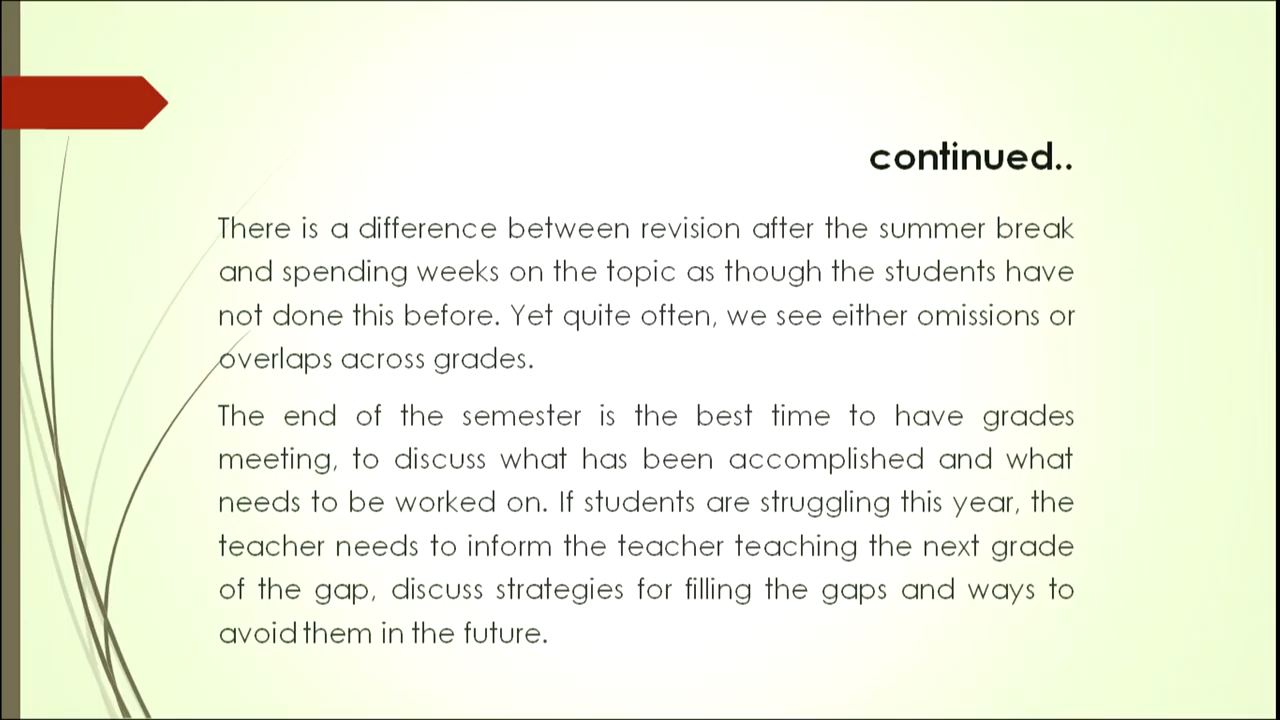 continued..
There is a difference between revision after the summer break
and spending weeks on the topic as though the students have
not done this before. Yet quite often, we see either omissions or
overlaps across grades.
The end of the semester is the best time to have grades
meeting, to discuss what has been accomplished and what
needs to be worked on. If students are struggling this year, the
teacher needs to inform the teacher teaching the next grade
of the gap, discuss strategies for filling the gaps and ways to
avoid them in the future.